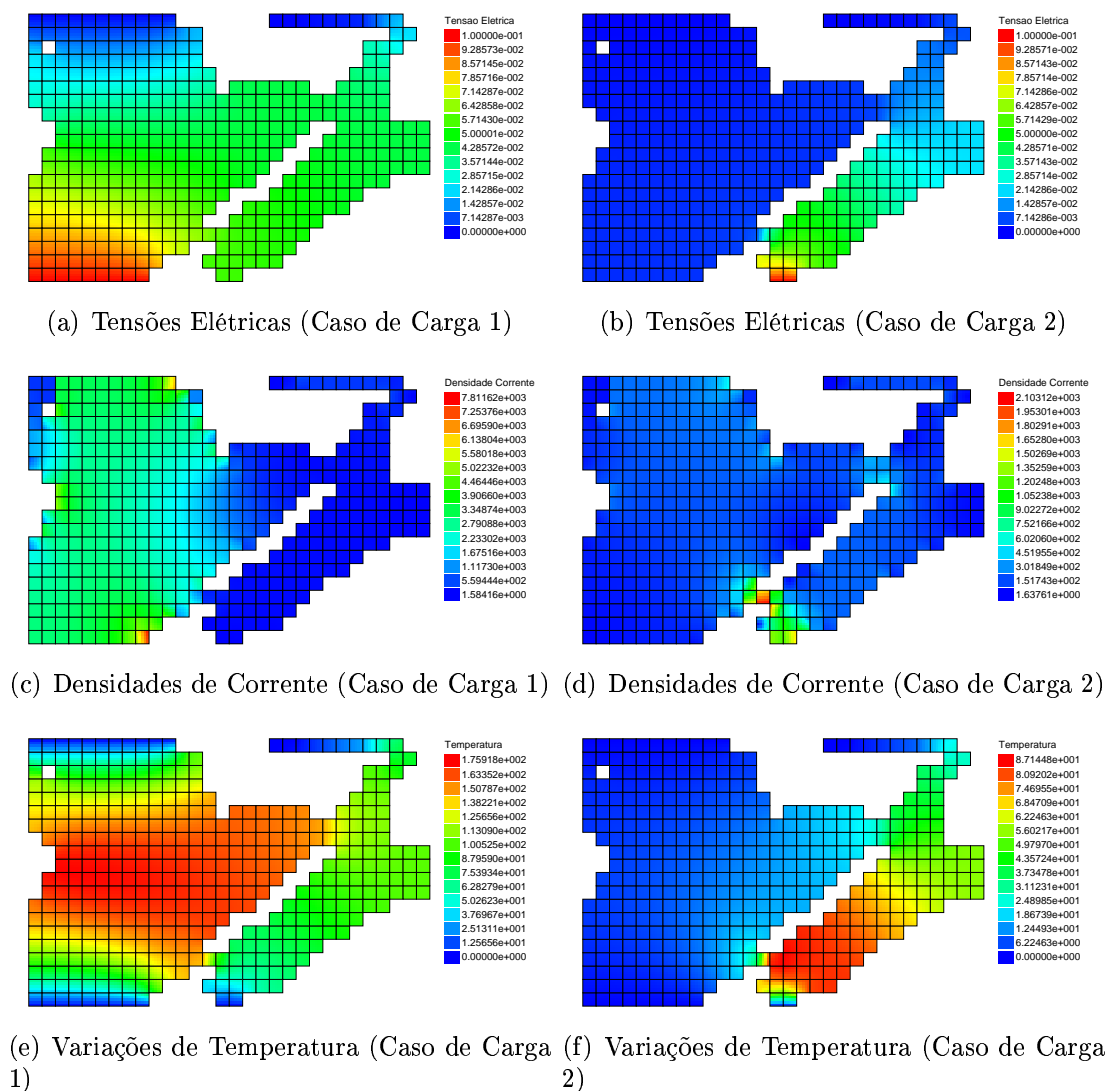 Tensao Eletrica
1.00000e-001
9.28573e-002
8.57145e-002
7.85716e-002
7.14287e-002
6.42858e-002
5.71430e-002
5.00001e-002
4.28572e-002
3.57144e-002
2.85715e-002
2.14286e-002
1.42857e-002
7.14287e-003
0.00000e+000
(a) Tensões Elétricas (Caso de Carga 1)
Tensao Eletrica
1.00000e-001
9.28571e-002
8.57143e-002
7.85714e-002
7.14286e-002
6.42857e-002
5.71429e-002
5.00000e-002
4.28571e-002
3.57143e-002
2.85714e-002
2.14286e-002
1.42857e-002
7.14286e-003
0.00000e+000
(b) Tensões Elétricas (Caso de Carga 2)
Densidade Corrente
7.81162e+003
7.25376e+003
6.69590e+003
6.13804e+003
5.58018e+003
5.02232e+003
4.46446e+003
3.90660e+003
3.34874e+003
2.79088e+003
2.23302e+003
1.67516e+003
1.11730e+003
5.59444e+002
1.58416e+000
(c) Densidades de Corrente (Caso de Carga 1)
Densidade Corrente
2.10312e+003
1.95301e+003
1.80291e+003
1.65280e+003
1.50269e+003
1.35259e+003
1.20248e+003
1.05238e+003
9.02272e+002
7.52166e+002
6.02060e+002
4.51955e+002
3.01849e+002
1.51743e+002
1.63761e+000
(d) Densidades de Corrente (Caso de Carga 2)
Temperatura
1.75918e+002
1.63352e+002
1.50787e+002
1.38221e+002
1.25656e+002
1.13090e+002
1.00525e+002
8.79590e+001
7.53934e+001
6.28279e+001
5.02623e+001
3.76967e+001
2.51311e+001
1.25656e+001
0.00000e+000
(e) Variações de Temperatura (Caso de Carga
1)
Temperatura
8.71448e+001
8.09202e+001
7.46955e+001
6.84709e+001
6.22463e+001
5.60217e+001
4.97970e+001
4.35724e+001
3.73478e+001
3.11231e+001
2.48985e+001
1.86739e+001
1.24493e+001
6.22463e+000
0.00000e+000
(f) Variações de Temperatura (Caso de Carga
2)